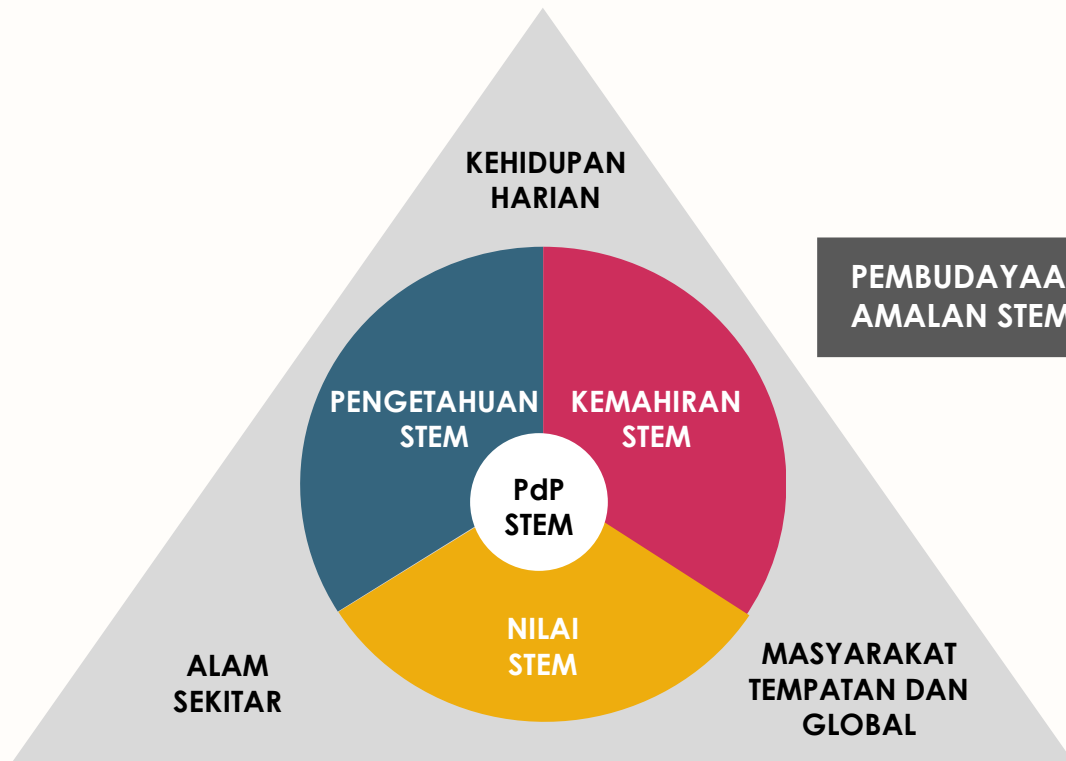 KEHIDUPAN
HARIAN
PEMBUDAYAA
AMALAN STEM
PENGETAHUAN
STEM
KEMAHIRAN
STEM
PdP
STEM
NILAI
STEM
ALAM
SEKITAR
MASYARAKAT
TEMPATAN DAN
GLOBAL